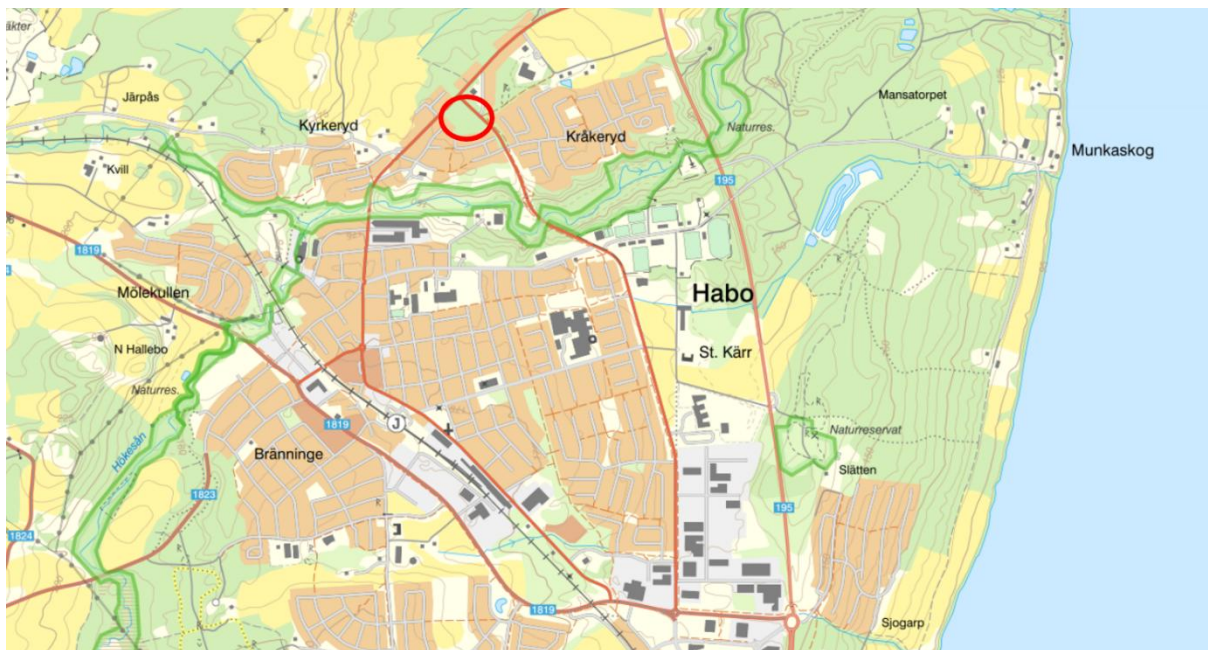 Järpås
Kyrkeryd
Kråkeryd
Mansatorpet
Naturres.
Munkaskog
Kvill
195
1819
Mölekullen
Habo
N Hallebo
St. Kärr
Naturres.
1819
J
Hökesån
Bränninge
Naturreservat
Slätten
1823
195
1824
1819
Sjogarp